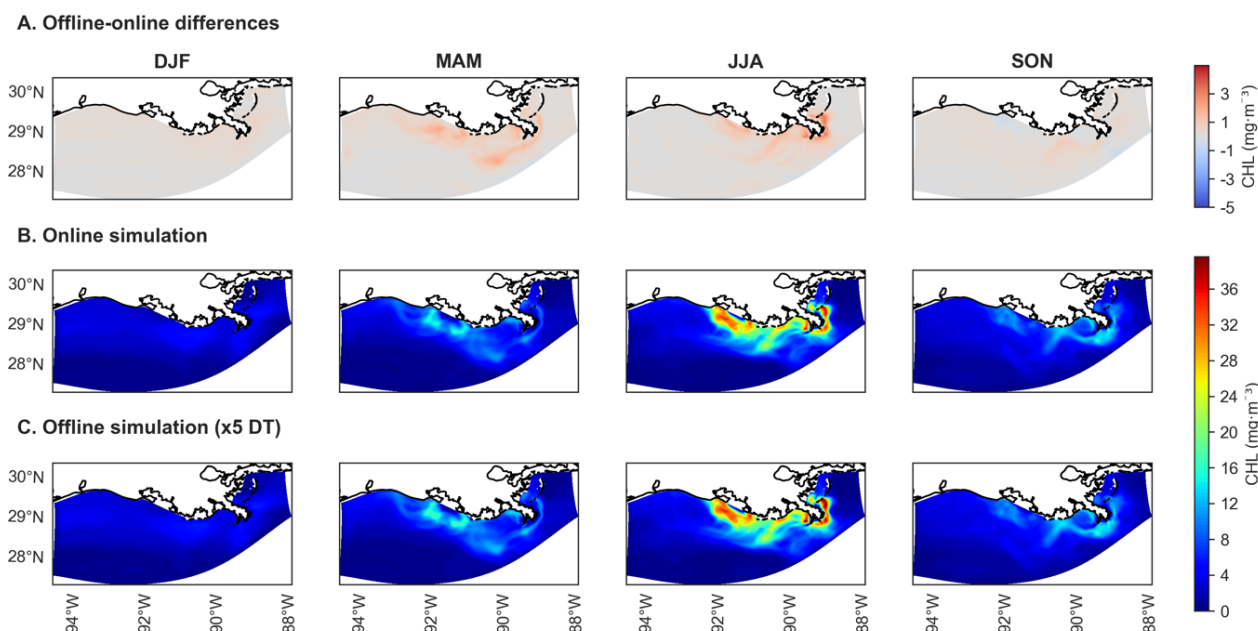 A. Offline-online differences
DJF MAM JJA SON
30°N
29°N
28°N
3
1
-1
-3
-5
CHL (mg·m⁻³)
B. Online simulation
30°N
29°N
28°N
C. Offline simulation (x5 DT)
30°N
29°N
28°N
36
32
28
24
20
16
12
8
4
0
CHL (mg·m⁻³)
94°W 92°W 90°W 88°W 94°W 92°W 90°W 88°W 94°W 92°W 90°W 88°W 94°W 92°W 90°W 88°W